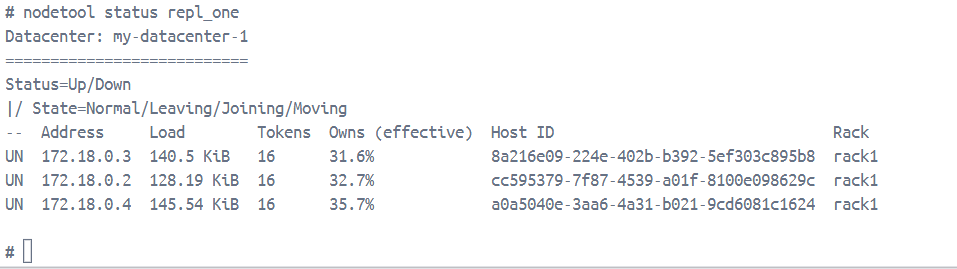 # nodetool status repl_one
Datacenter: my-datacenter-1
===========================
Status=Up/Down
|/ State=Normal/Leaving/Joining/Moving
--  Address     Load        Tokens  Owns (effective)  Host ID                               Rack
UN  172.18.0.3  140.5 KiB   16      31.6%             8a216e09-224e-402b-b392-5ef303c895b8  rack1
UN  172.18.0.2  128.19 KiB  16      32.7%             cc595379-7f87-4539-a01f-8100e098629c  rack1
UN  172.18.0.4  145.54 KiB  16      35.7%             a0a5040e-3aa6-4a31-b021-9cd6081c1624  rack1
#